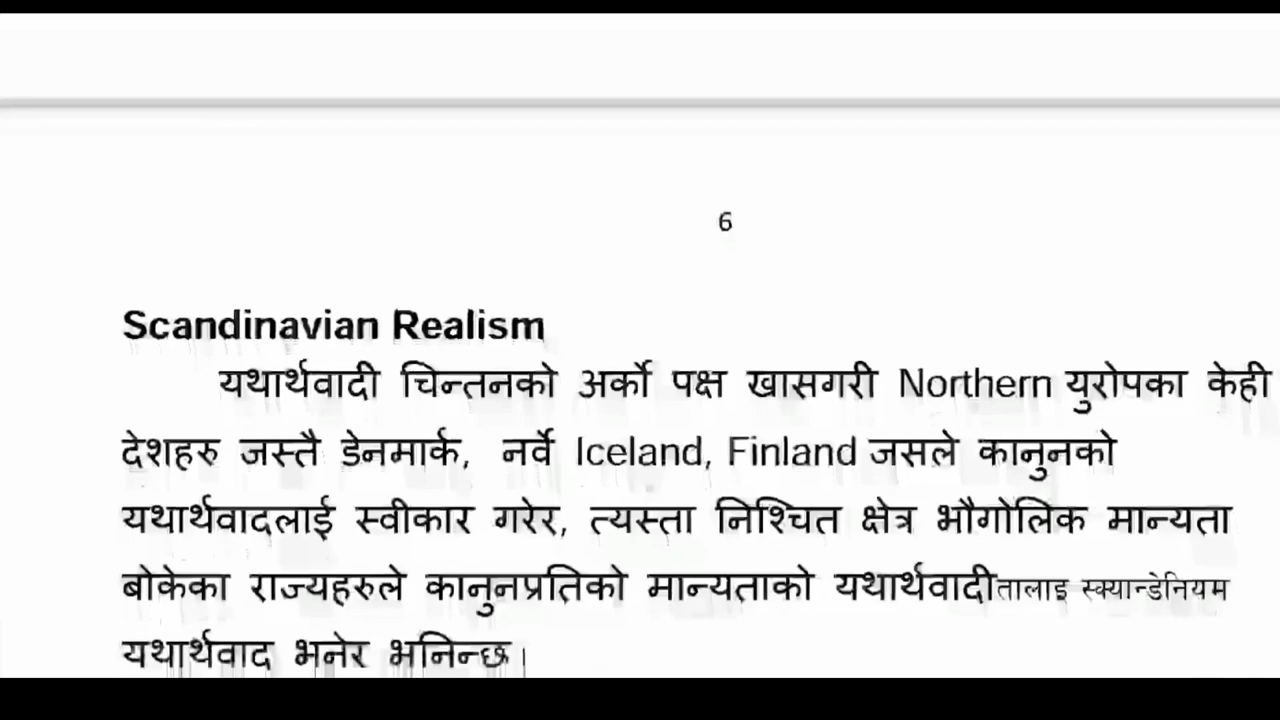 6
Scandinavian Realism
यथार्थवादी चिन्तनको अर्को पक्ष खासगरी Northern युरोपका केही
देशहरु जस्तै डेनमार्क, नर्वे Iceland, Finland जसले कानुनको
यथार्थवादलाई स्वीकार गरेर, त्यस्ता निश्चित क्षेत्र भौगोलिक मान्यता
बोकेका राज्यहरुले कानुनप्रतिको मान्यताको यथार्थवादीतालाइ स्क्यान्डेनियम
यथार्थवाद भनेर भनिन्छ।